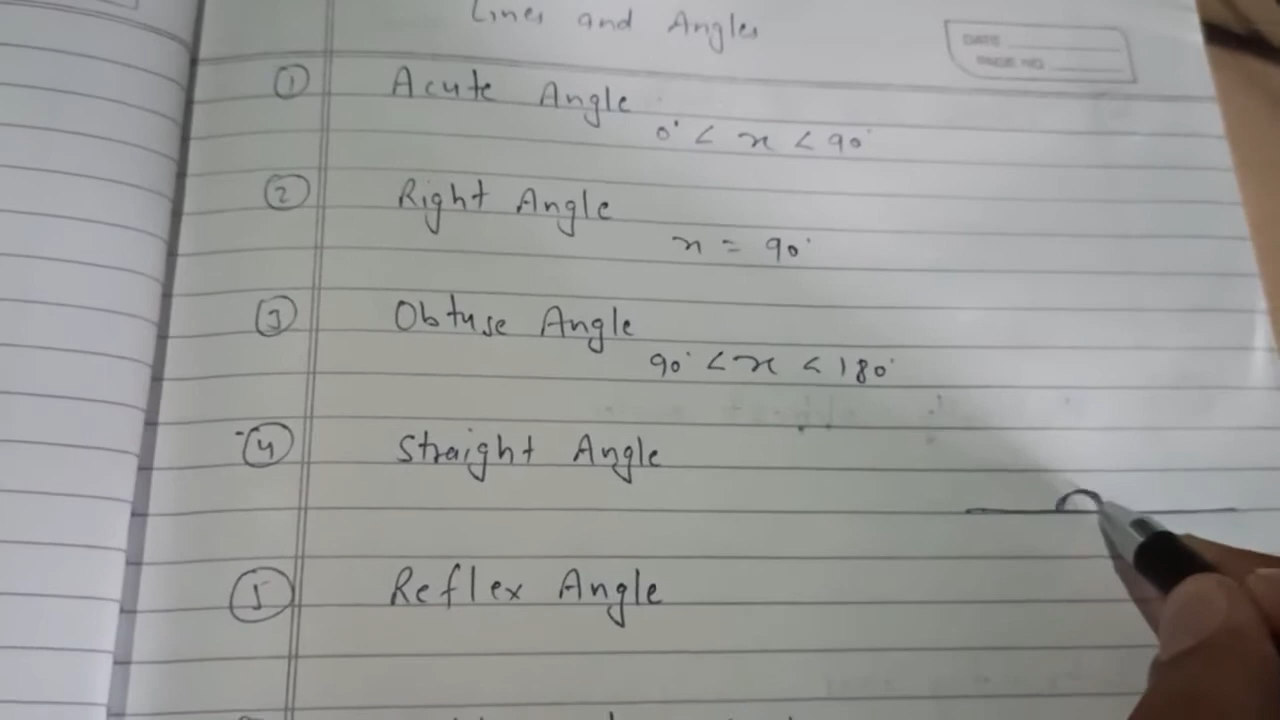 Lines and Angles
DATE
PAGE NO.
① Acute Angle
0° < x < 90°
② Right Angle
x = 90°
③ Obtuse Angle
90° < x < 180°
④ Straight Angle
⑤ Reflex Angle